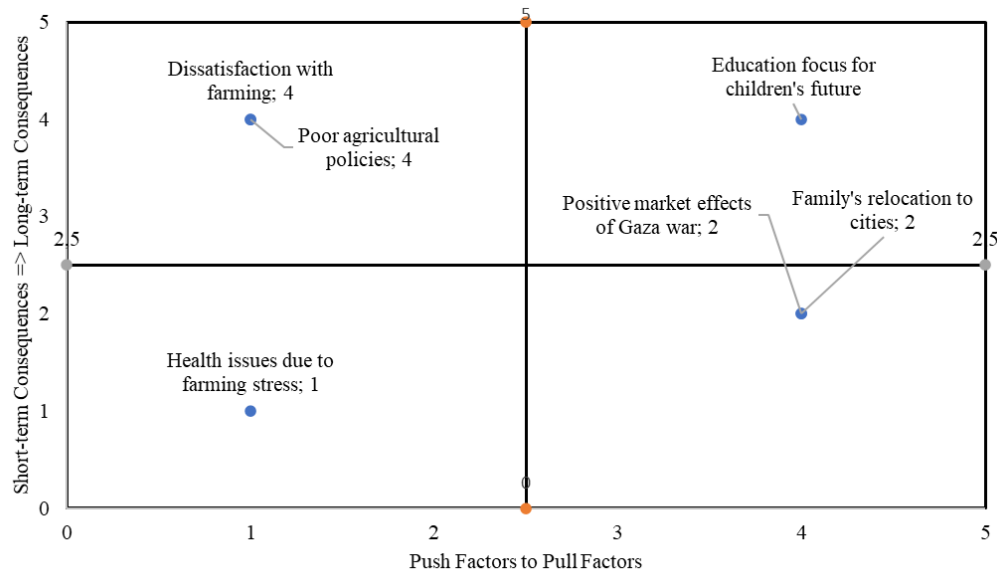 5
5
Dissatisfaction with
farming; 4
Education focus for
children's future
4
Poor agricultural
policies; 4
Positive market effects
of Gaza war; 2
Family's relocation to
cities; 2
3
2.5
2.5
2
Health issues due to
farming stress; 1
1
0
0
0
1
2
3
4
5
Push Factors to Pull Factors
Short-term Consequences => Long-term Consequences